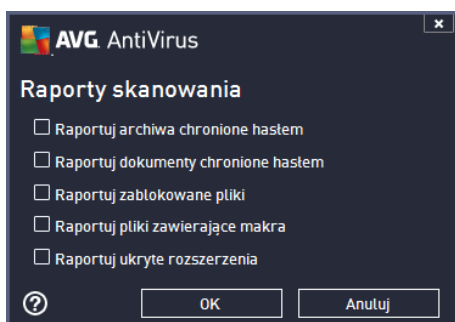 AVG. AntiVirus
Raporty skanowania
Raportuj archiwa chronione hasłem
Raportuj dokumenty chronione hasłem
Raportuj zablokowane pliki
Raportuj pliki zawierające makra
Raportuj ukryte rozszerzenia
? OK Anuluj